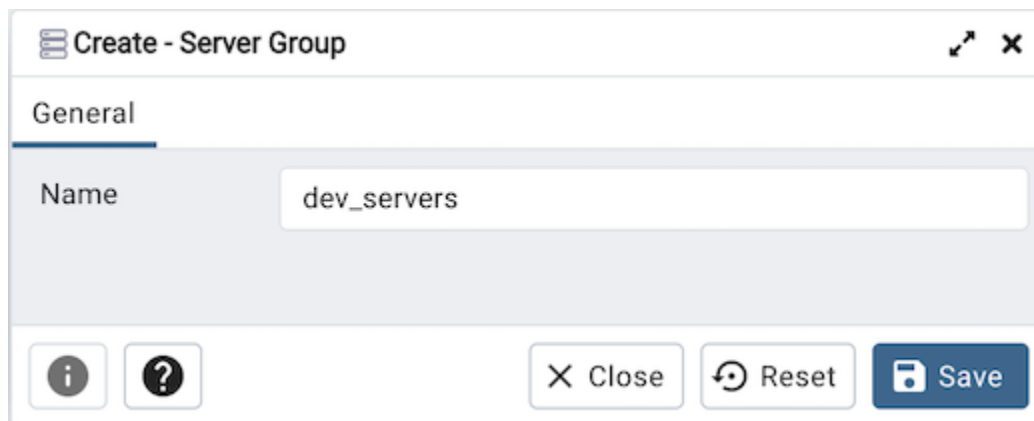 Create - Server Group
General
Name dev_servers
Close Reset Save